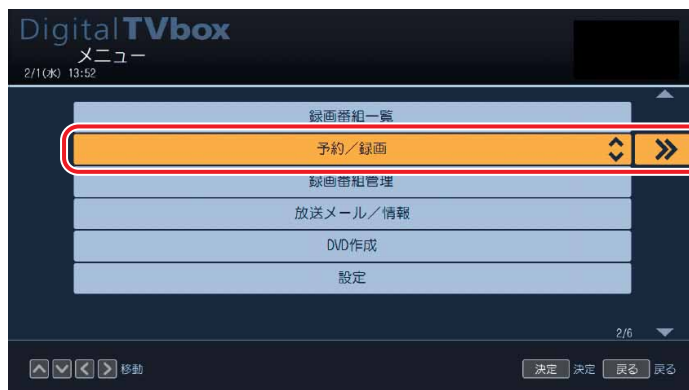 DigitalTVbox
メニュー
2/1(水) 13:52
録画番組一覧
予約／録画
録画番組管理
放送メール／情報
DVD作成
設定
2/6
移動
決定 決定 戻る 戻る